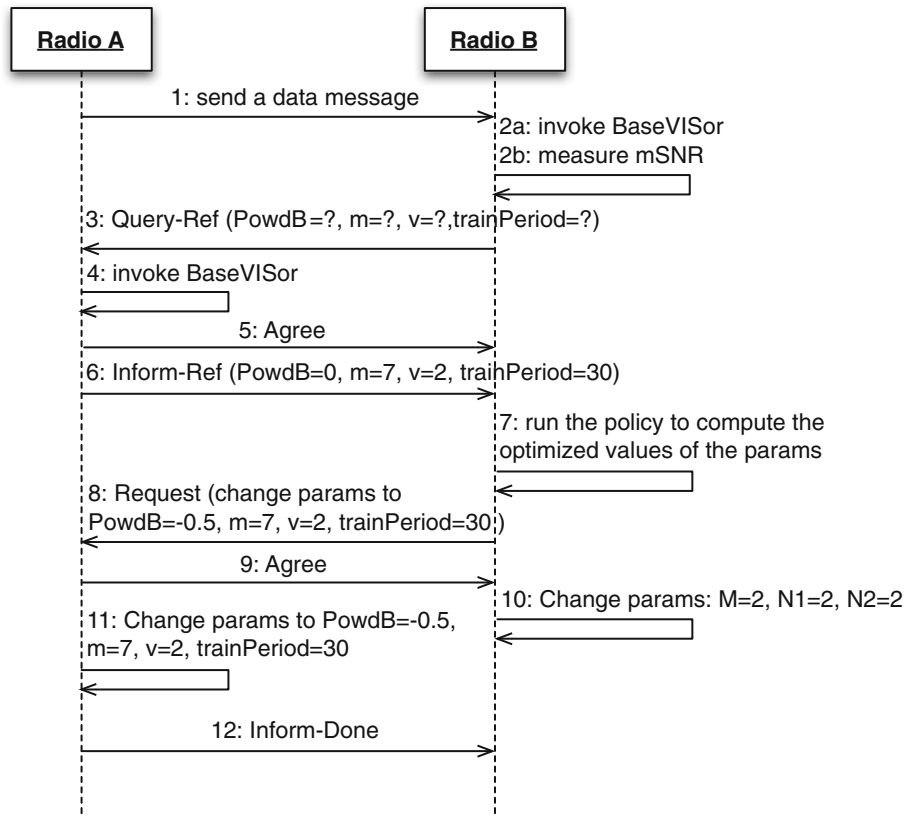 Radio A
Radio B
1: send a data message
2a: invoke BaseVISor
2b: measure mSNR
3: Query-Ref (PowdB=?, m=?, v=?,trainPeriod=?)
4: invoke BaseVISor
5: Agree
6: Inform-Ref (PowdB=0, m=7, v=2, trainPeriod=30)
7: run the policy to compute the
optimized values of the params
8: Request (change params to
PowdB=-0.5, m=7, v=2, trainPeriod=30 )
9: Agree
10: Change params: M=2, N1=2, N2=2
11: Change params to PowdB=-0.5,
m=7, v=2, trainPeriod=30
12: Inform-Done